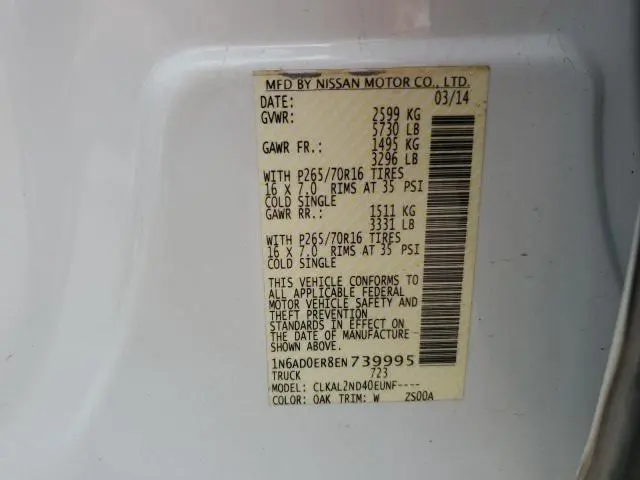 MFD BY NISSAN MOTOR CO., LTD.
DATE: 03/14
GVWR: 2599 KG
5730 LB
GAWR FR.: 1495 KG
3296 LB
WITH P265/70R16 TIRES
16 X 7.0 RIMS AT 35 PSI
COLD SINGLE
GAWR RR.: 1511 KG
3331 LB
WITH P265/70R16 TIRES
16 X 7.0 RIMS AT 35 PSI
COLD SINGLE
THIS VEHICLE CONFORMS TO
ALL APPLICABLE FEDERAL
MOTOR VEHICLE SAFETY AND
THEFT PREVENTION
STANDARDS IN EFFECT ON
THE DATE OF MANUFACTURE
SHOWN ABOVE.
1N6AD0ER8EN739995
TRUCK 723
MODEL: CLKAL2ND40EUNF----
COLOR: QAK TRIM: W ZS00A